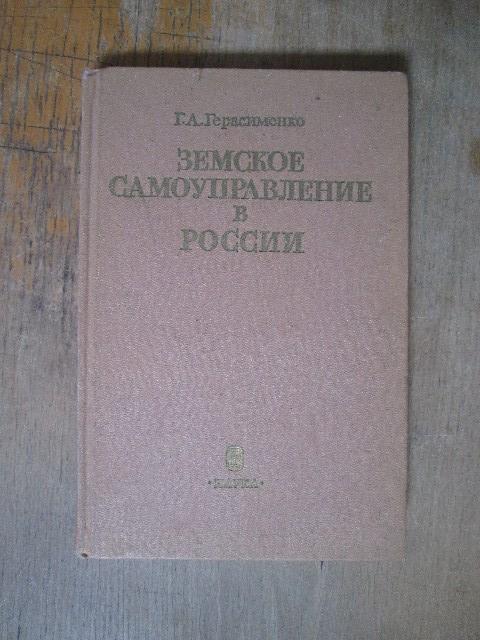 Г.А.Герасименко
ЗЕМСКОЕ
САМОУПРАВЛЕНИЕ
В
РОССИИ
·НАУКА·